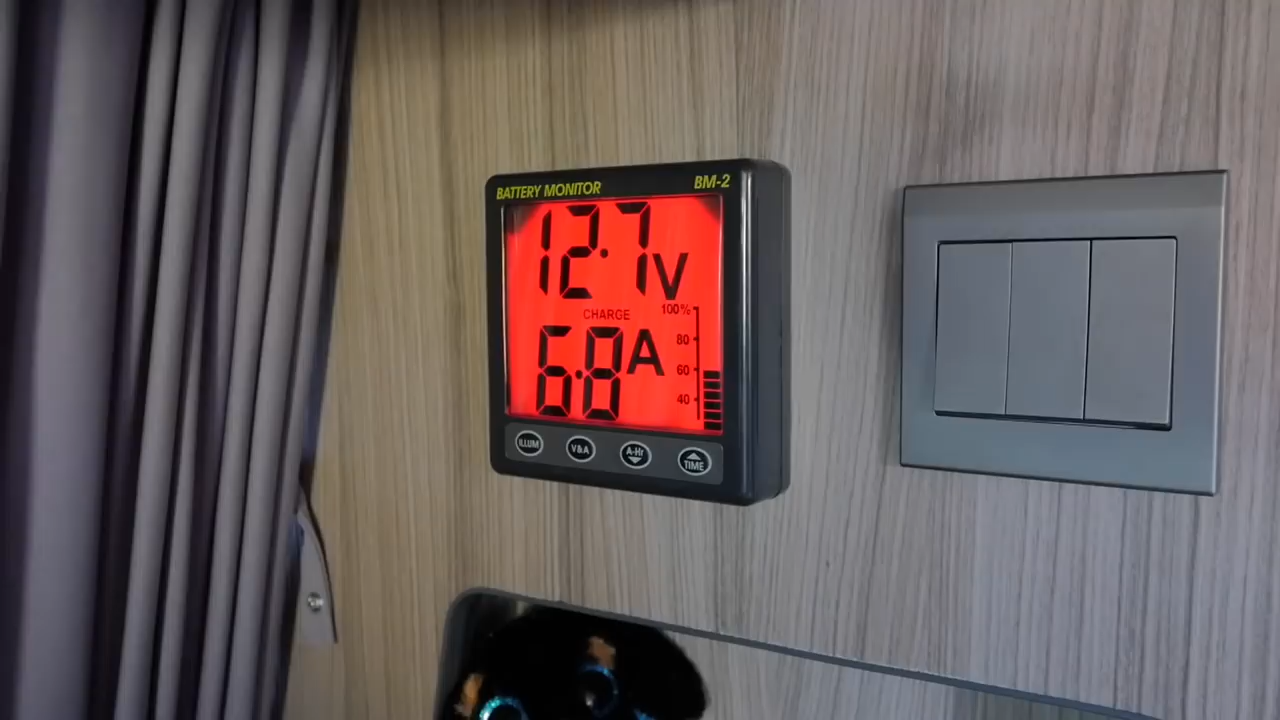 BATTERY MONITOR BM-2
12.7V
CHARGE
6.8A
100%
80
60
40
ILLUM V&A A-Hr TIME